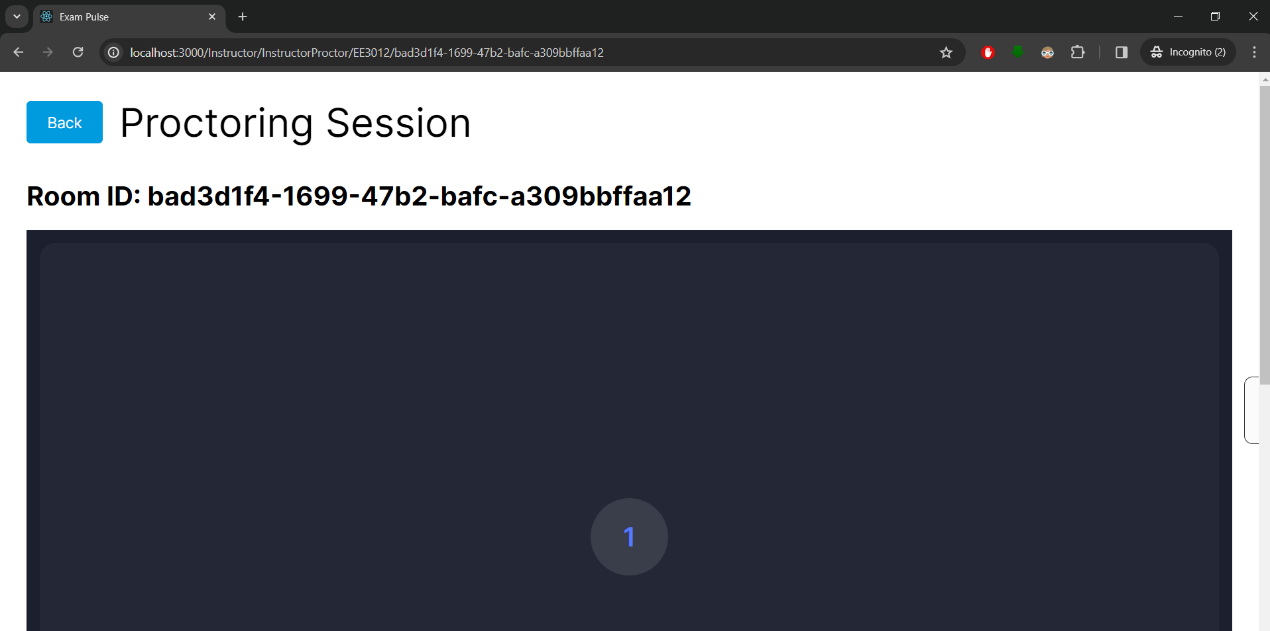 Exam Pulse
localhost:3000/Instructor/InstructorProctor/EE3012/bad3d1f4-1699-47b2-bafc-a309bbffaa12
Incognito (2)
Back
Proctoring Session
Room ID: bad3d1f4-1699-47b2-bafc-a309bbffaa12
1